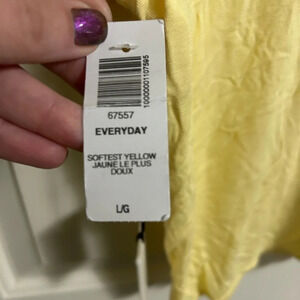 10000001107595
67557
EVERYDAY
SOFTEST YELLOW
JAUNE LE PLUS
DOUX
L/G